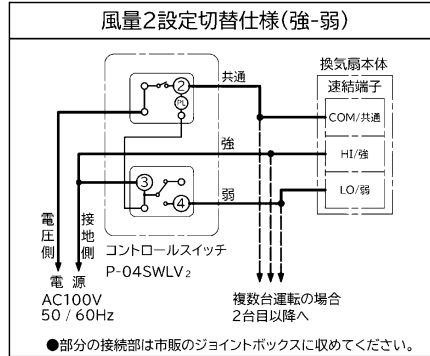 風量2設定切替仕様(強-弱)
換気扇本体
速結端子
共通
②
PL
COM/共通
強
HI/強
③
弱
LO/弱
④
電圧側
接地側
コントロールスイッチ
P-04SWLV₂
電 源
AC100V
50 / 60Hz
複数台運転の場合
2台目以降へ
●部分の接続部は市販のジョイントボックスに収めてください。